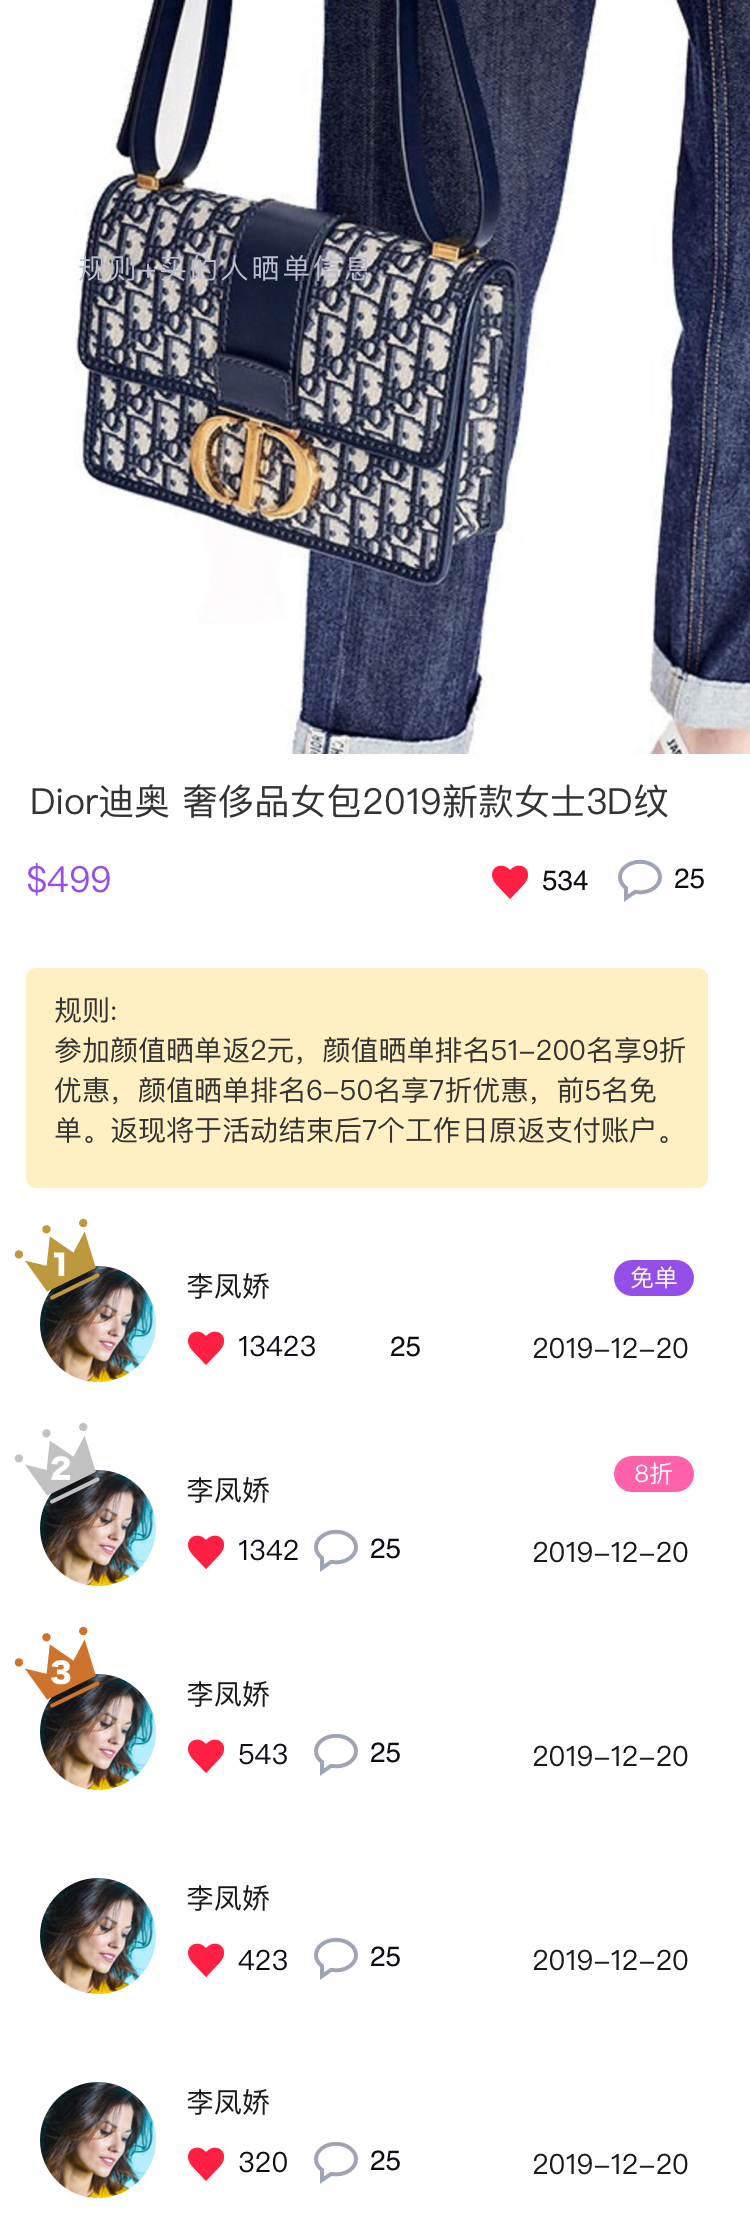 规则+买的人晒单信息
Dior迪奥 奢侈品女包2019新款女士3D纹
$499
534
25
规则:
参加颜值晒单返2元，颜值晒单排名51-200名享9折
优惠，颜值晒单排名6-50名享7折优惠，前5名免
单。返现将于活动结束后7个工作日原返支付账户。
1
李凤娇
免单
13423
25
2019-12-20
2
李凤娇
8折
1342
25
2019-12-20
3
李凤娇
543
25
2019-12-20
李凤娇
423
25
2019-12-20
李凤娇
320
25
2019-12-20